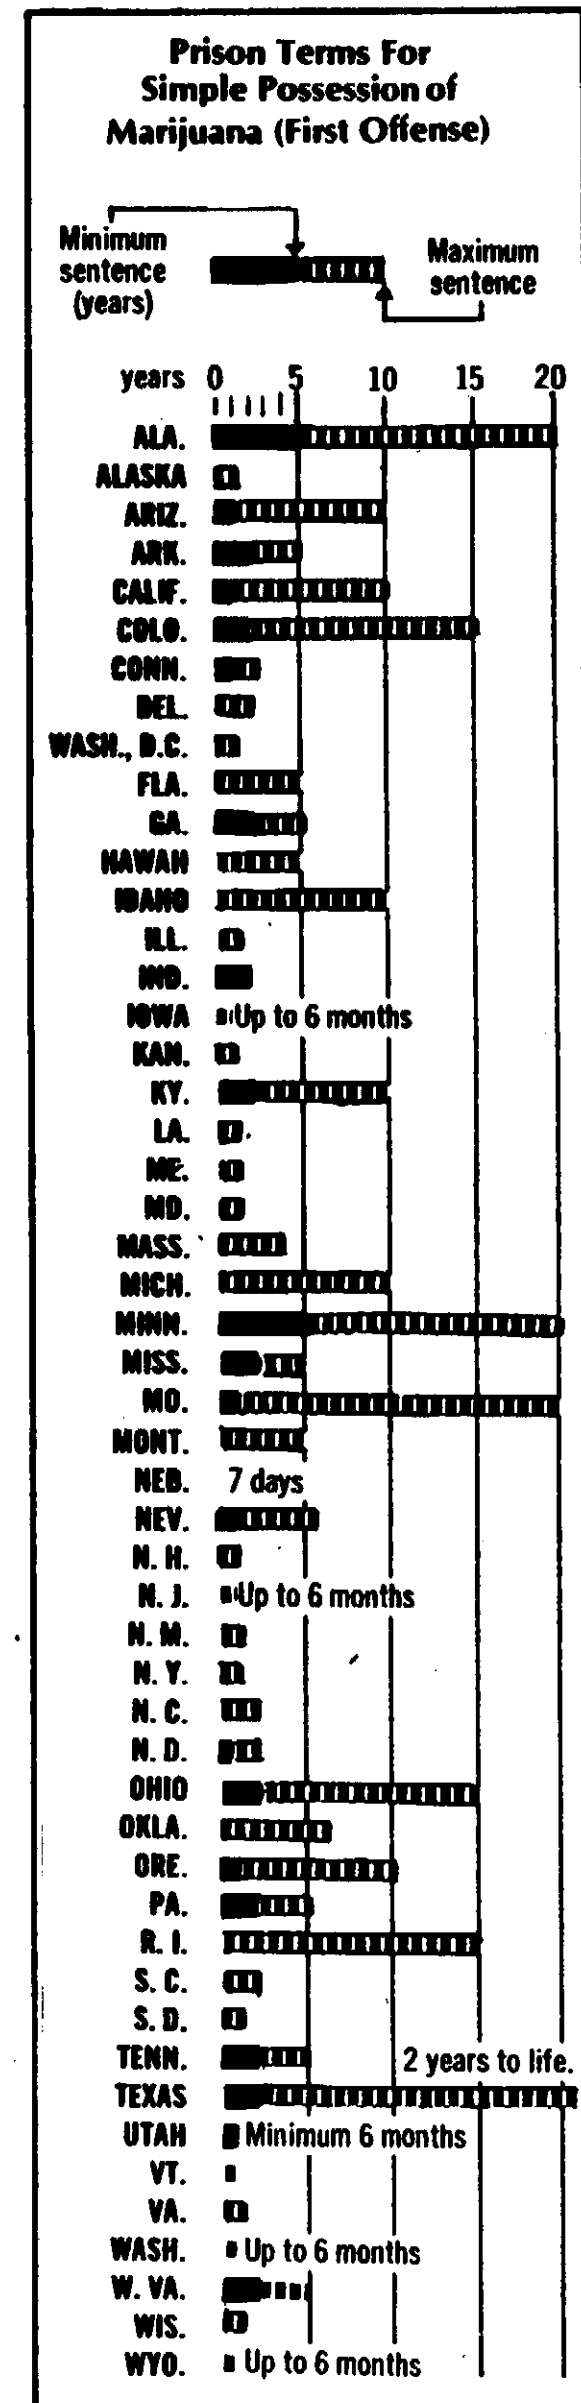 Prison Terms For
Simple Possession of
Marijuana (First Offense)
Minimum
sentence
(years)
Maximum
sentence
years 0 5 10 15 20
ALA.
ALASKA
ARIZ.
ARK.
CALIF.
COLO.
CONN.
DEL.
WASH., D.C.
FLA.
GA.
HAWAII
IDAHO
ILL.
IND.
IOWA Up to 6 months
KAN.
KY.
LA.
ME.
MD.
MASS.
MICH.
MINN.
MISS.
MO.
MONT.
NEB. 7 days
NEV.
N. H.
N. J. Up to 6 months
N. M.
N. Y.
N. C.
N. D.
OHIO
OKLA.
ORE.
PA.
R. I.
S. C.
S. D.
TENN. 2 years to life.
TEXAS
UTAH Minimum 6 months
VT.
VA.
WASH. Up to 6 months
W. VA.
WIS.
WYO. Up to 6 months